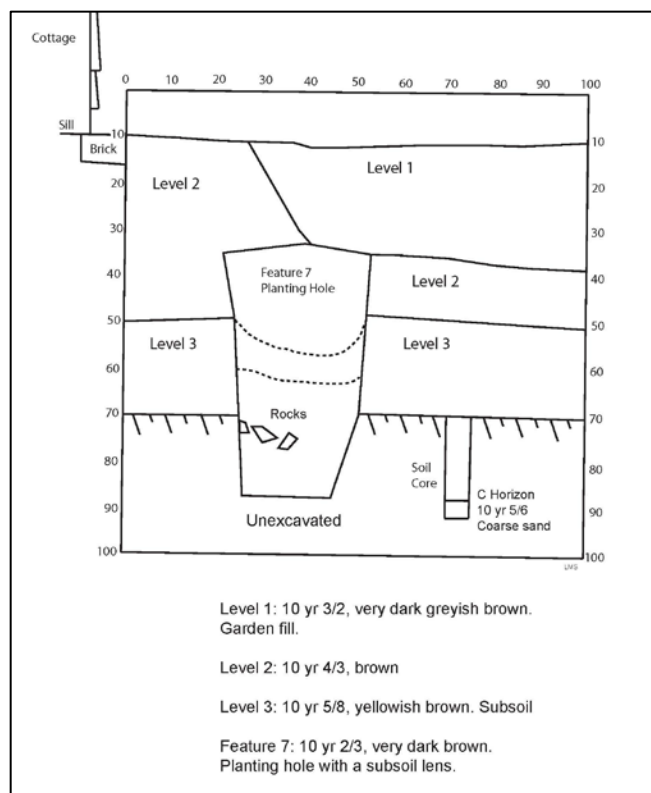 Cottage
0 10 20 30 40 50 60 70 80 90 100
Sill
10 10
Brick
Level 2
Level 1
20 20
30 30
40 40
Feature 7
Planting Hole
Level 2
50 50
Level 3
Level 3
60 60
70 70
Rocks
80 80
Soil
Core
C Horizon
10 yr 5/6
Coarse sand
90 90
Unexcavated
100 100
LMS
Level 1: 10 yr 3/2, very dark greyish brown.
Garden fill.
Level 2: 10 yr 4/3, brown
Level 3: 10 yr 5/8, yellowish brown. Subsoil
Feature 7: 10 yr 2/3, very dark brown.
Planting hole with a subsoil lens.